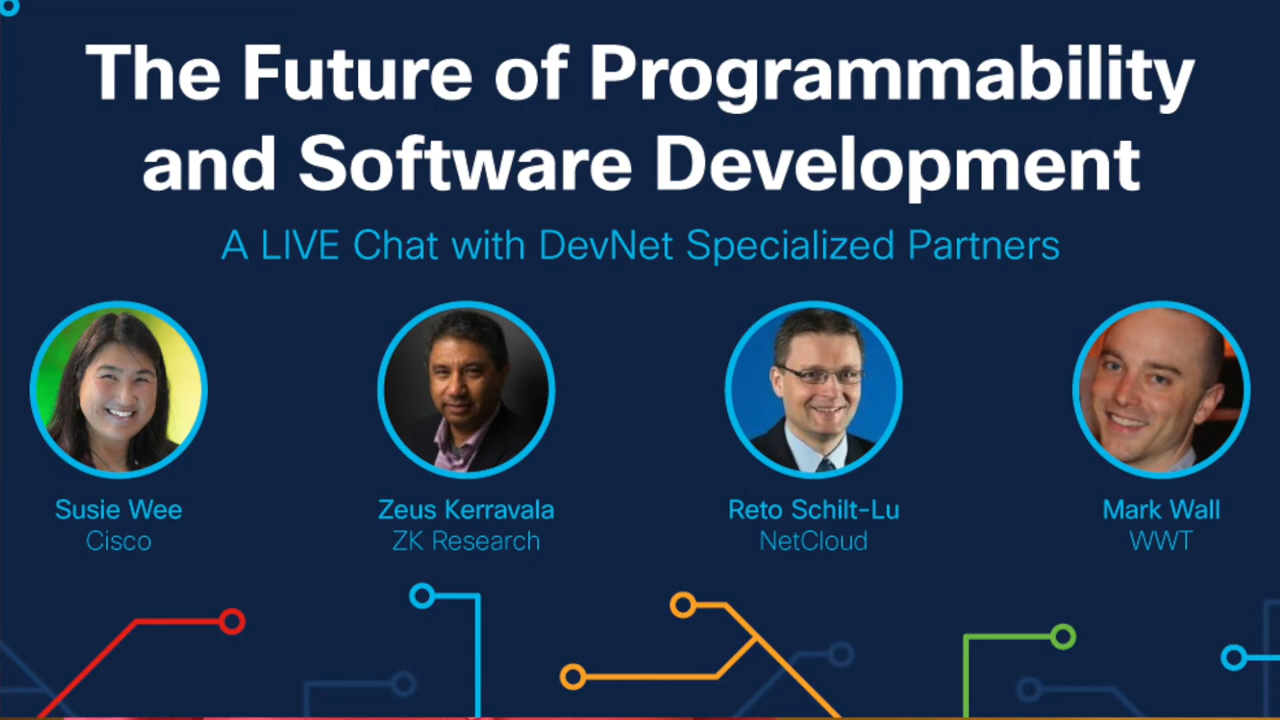 The Future of Programmability
and Software Development
A LIVE Chat with DevNet Specialized Partners
Susie Wee
Cisco
Zeus Kerravala
ZK Research
Reto Schilt-Lu
NetCloud
Mark Wall
WWT